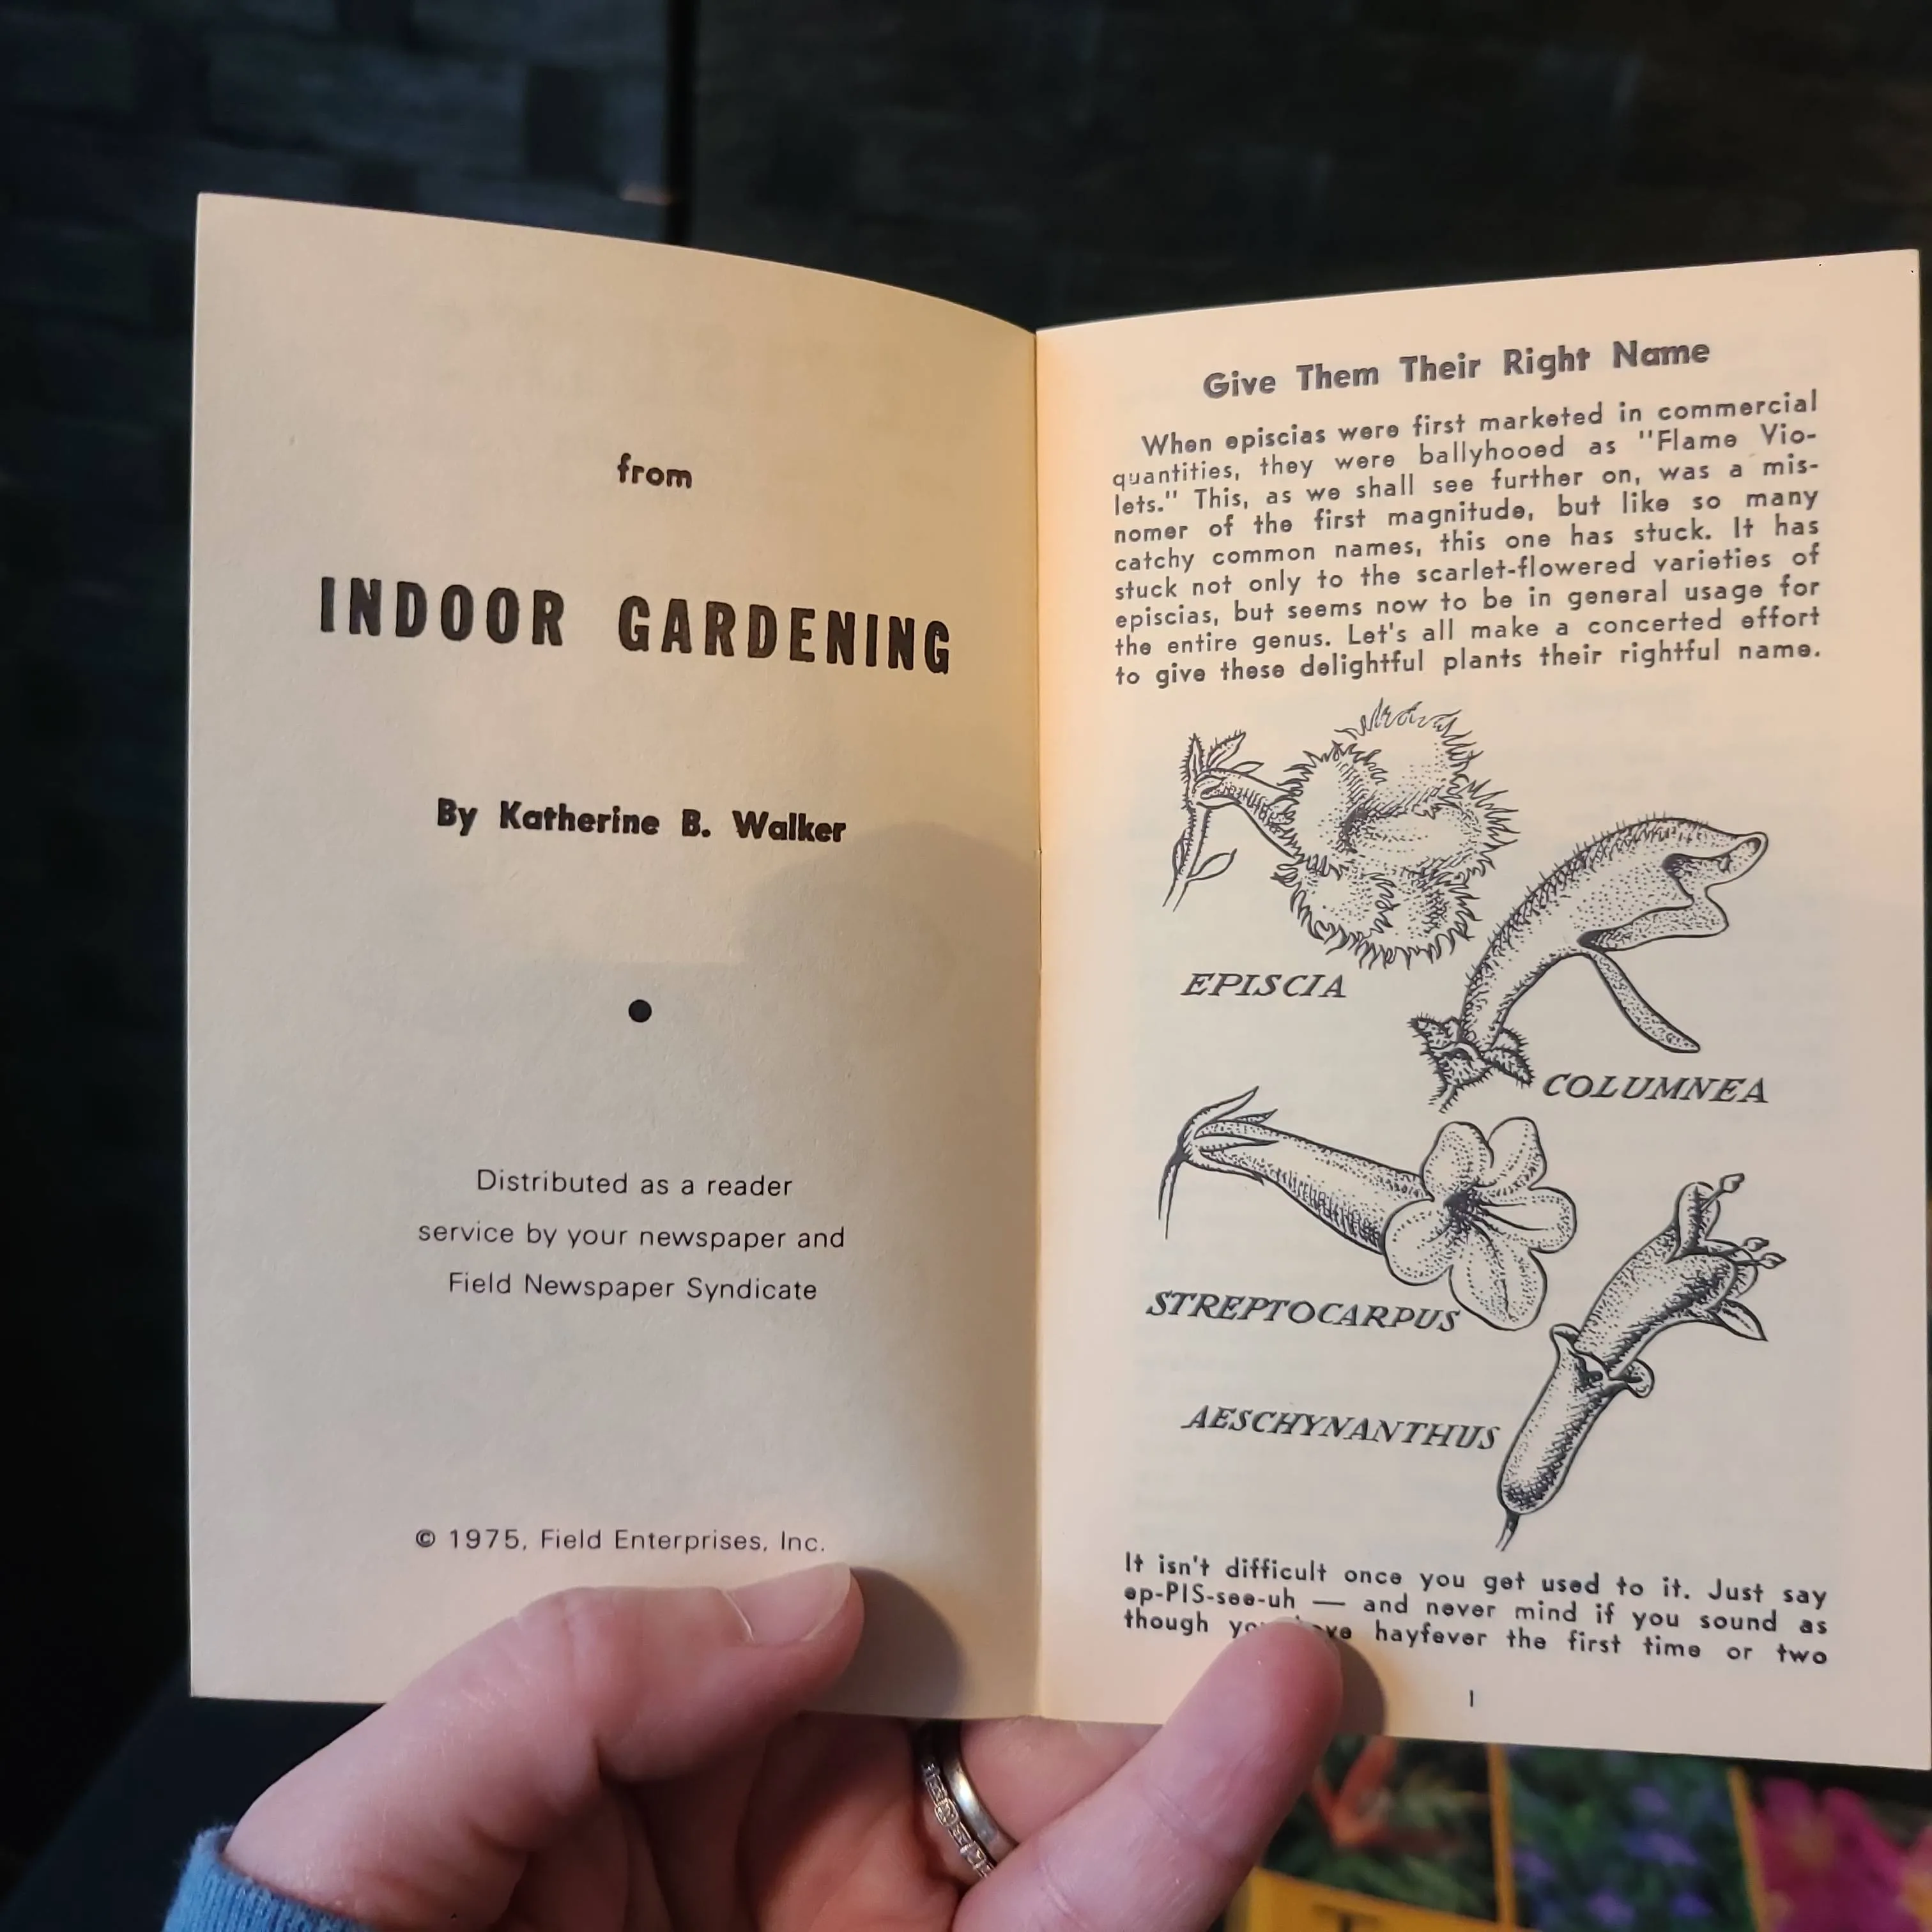 from
INDOOR GARDENING
By Katherine B. Walker
Distributed as a reader
service by your newspaper and
Field Newspaper Syndicate
© 1975, Field Enterprises, Inc.
Give Them Their Right Name
When episcias were first marketed in commercial
quantities, they were ballyhooed as "Flame Vio-
lets." This, as we shall see further on, was a mis-
nomer of the first magnitude, but like so many
catchy common names, this one has stuck. It has
stuck not only to the scarlet-flowered varieties of
episcias, but seems now to be in general usage for
the entire genus. Let's all make a concerted effort
to give these delightful plants their rightful name.
EPISCIA
COLUMNEA
STREPTOCARPUS
AESCHYNANTHUS
It isn't difficult once you get used to it. Just say
ep-PIS-see-uh — and never mind if you sound as
though hayfever the first time or two
1